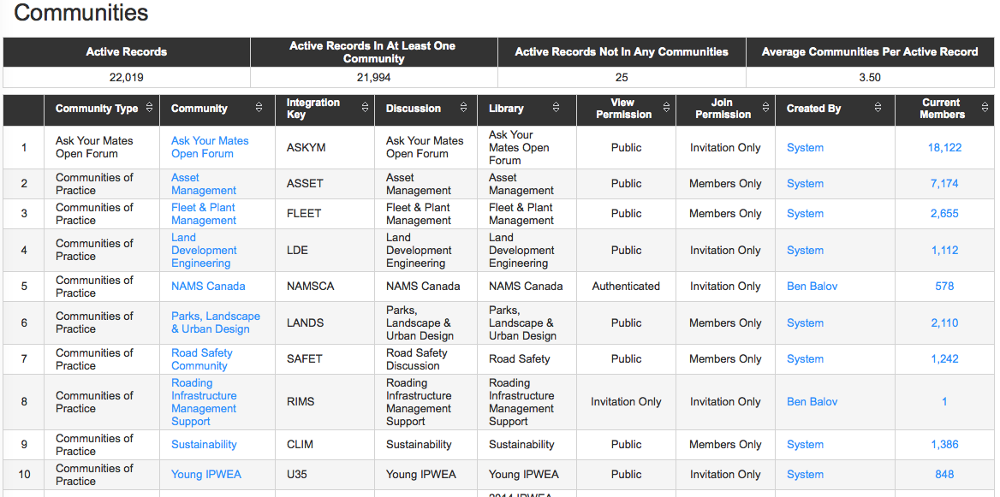 Communities
Active Records
Active Records In At Least One
Community
Active Records Not In Any Communities
Average Communities Per Active Record
22,019
21,994
25
3.50
Community Type
Community
Integration
Key
Discussion
Library
View
Permission
Join
Permission
Created By
Current
Members
1
Ask Your Mates
Open Forum
Ask Your Mates
Open Forum
ASKYM
Ask Your Mates
Open Forum
Ask Your
Mates Open
Forum
Public
Invitation Only
System
18,122
2
Communities of
Practice
Asset
Management
ASSET
Asset
Management
Asset
Management
Public
Members Only
System
7,174
3
Communities of
Practice
Fleet & Plant
Management
FLEET
Fleet & Plant
Management
Fleet & Plant
Management
Public
Members Only
System
2,655
4
Communities of
Practice
Land
Development
Engineering
LDE
Land
Development
Engineering
Land
Development
Engineering
Public
Invitation Only
System
1,112
5
Communities of
Practice
NAMS Canada
NAMSCA
NAMS Canada
NAMS Canada
Authenticated
Invitation Only
Ben Balov
578
6
Communities of
Practice
Parks, Landscape
& Urban Design
LANDS
Parks,
Landscape &
Urban Design
Parks,
Landscape &
Urban Design
Public
Members Only
System
2,110
7
Communities of
Practice
Road Safety
Community
SAFET
Road Safety
Discussion
Road Safety
Public
Members Only
System
1,242
8
Communities of
Practice
Roading
Infrastructure
Management
Support
RIMS
Roading
Infrastructure
Management
Support
Roading
Infrastructure
Management
Support
Invitation Only
Invitation Only
Ben Balov
1
9
Communities of
Practice
Sustainability
CLIM
Sustainability
Sustainability
Public
Members Only
System
1,386
10
Communities of
Practice
Young IPWEA
U35
Young IPWEA
Young IPWEA
Public
Invitation Only
System
848
2014 IPWEA